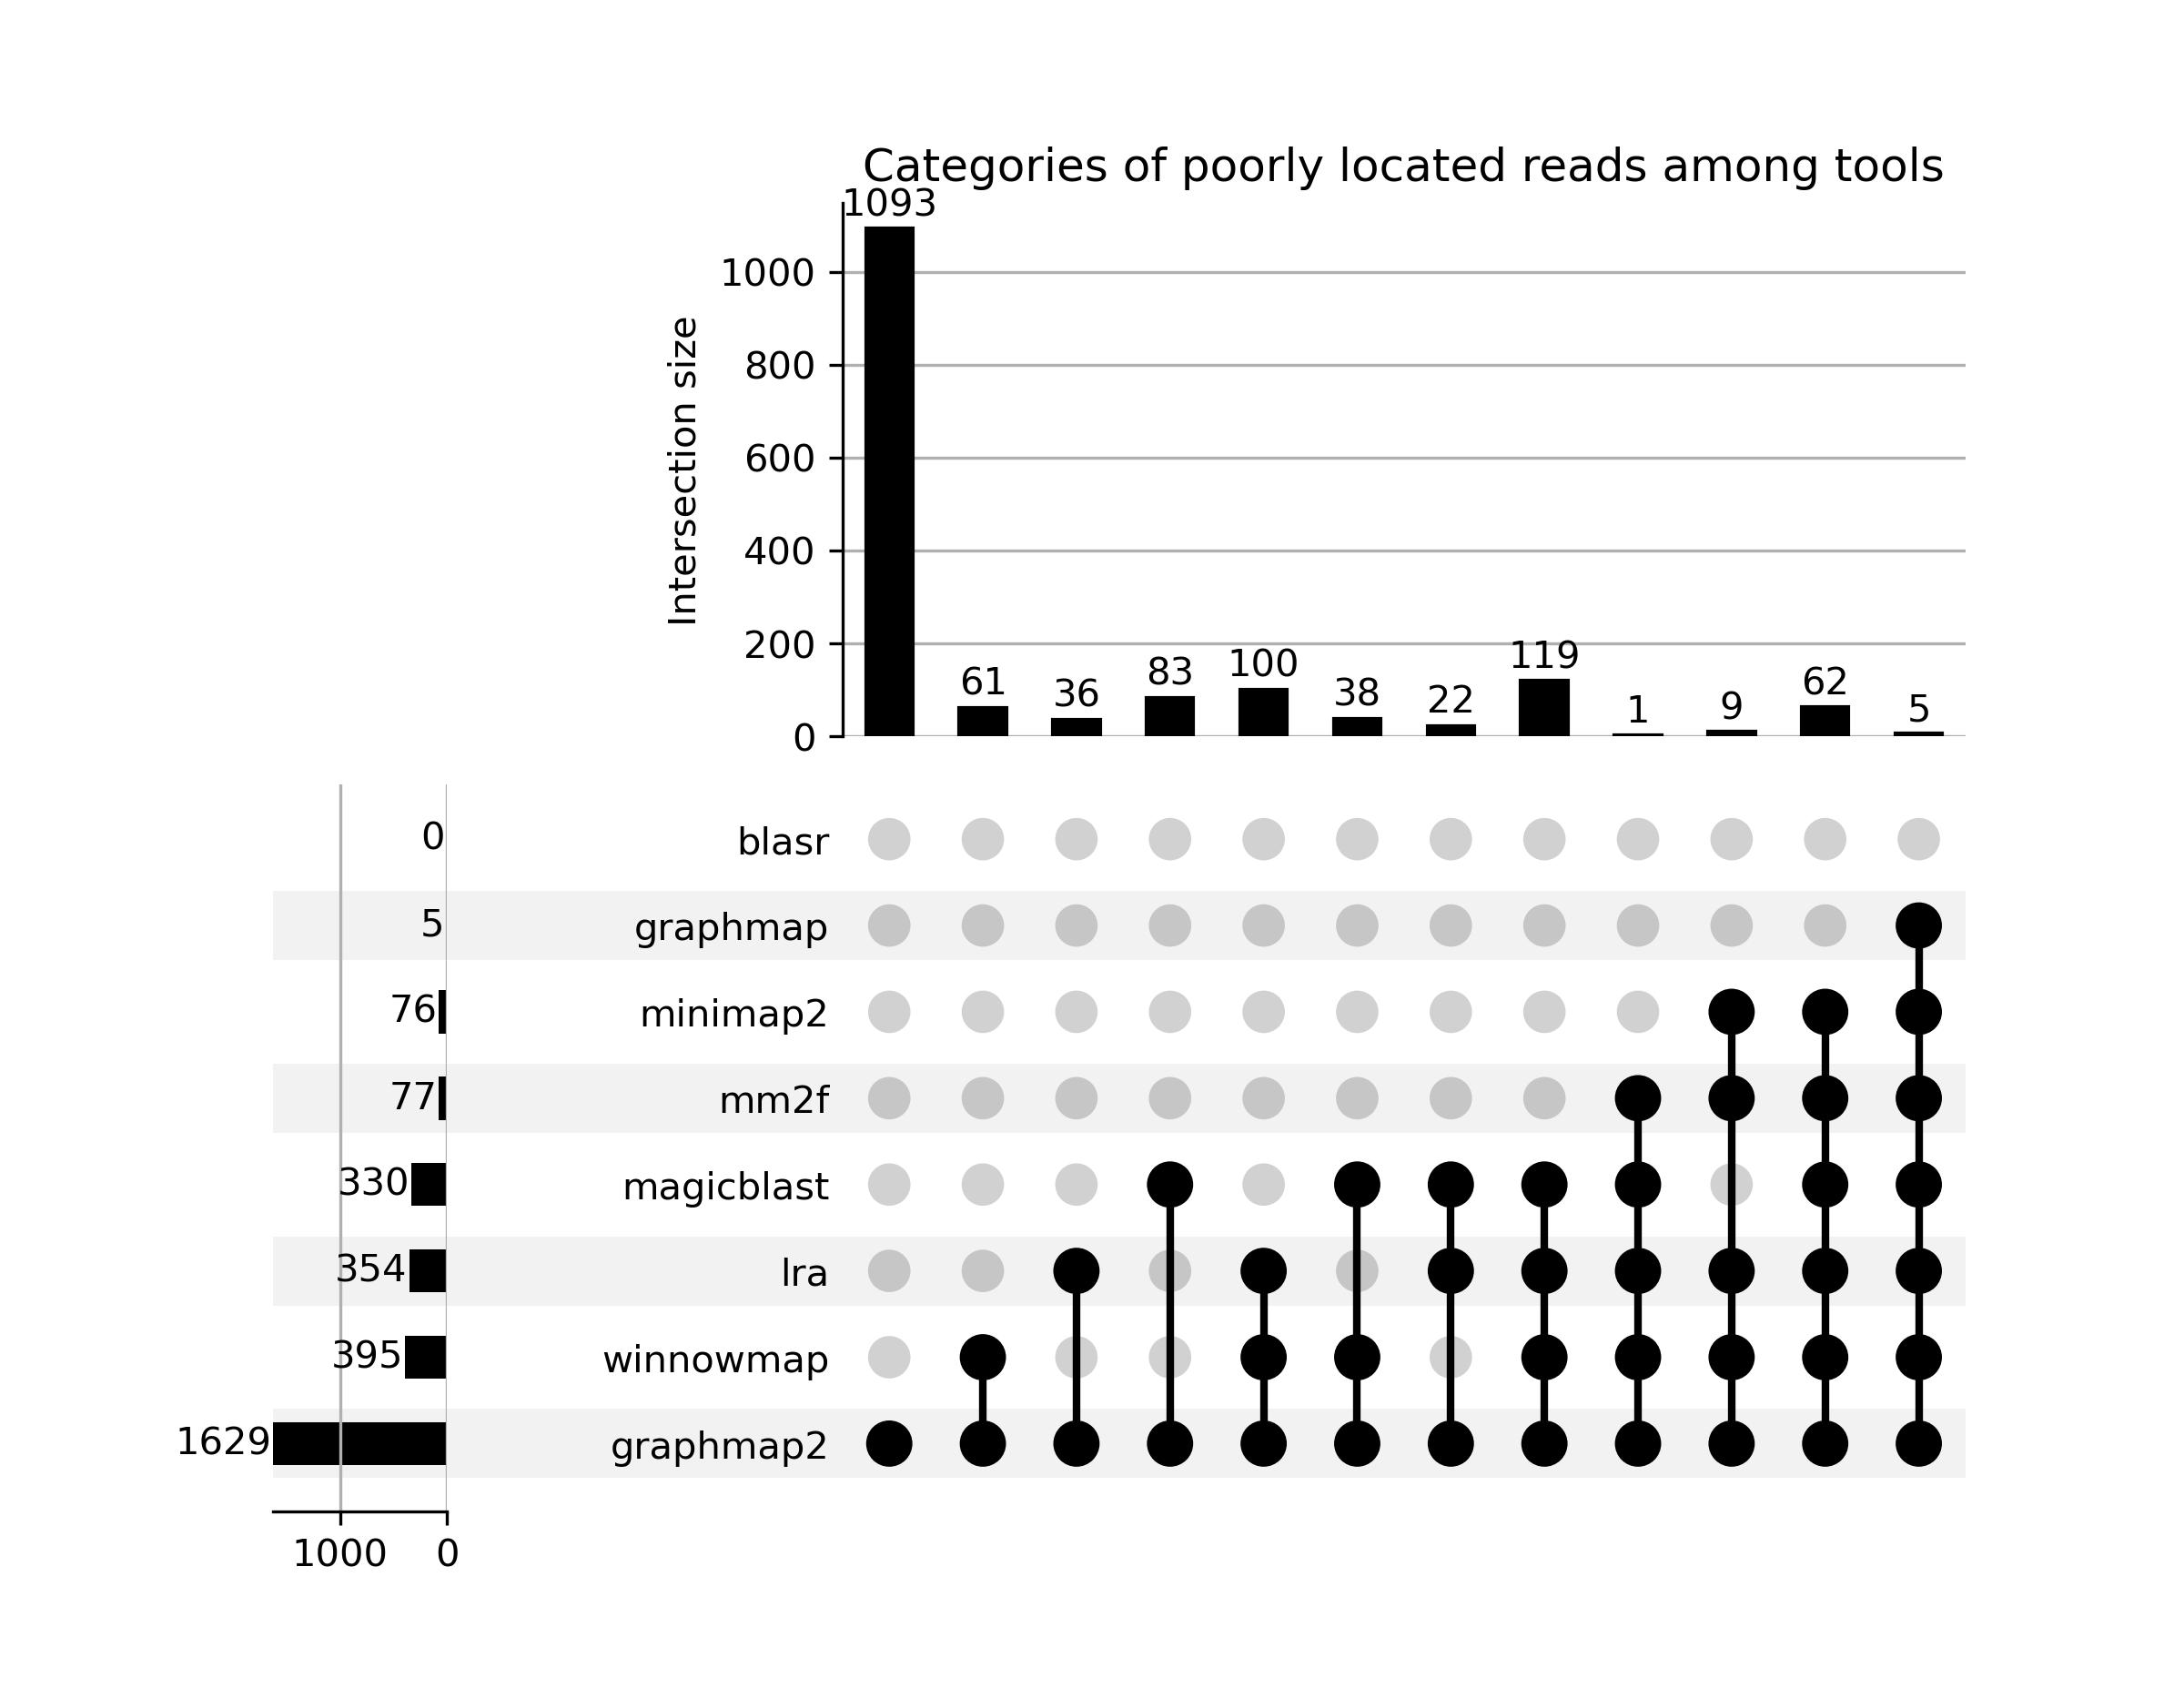 Categories of poorly located reads among tools
1093
1000
800
600
400
200
0
Intersection size
61
36
83
100
38
22
119
1
9
62
5
0 blasr
5 graphmap
76 minimap2
77 mm2f
330 magicblast
354 lra
395 winnowmap
1629 graphmap2
1000 0